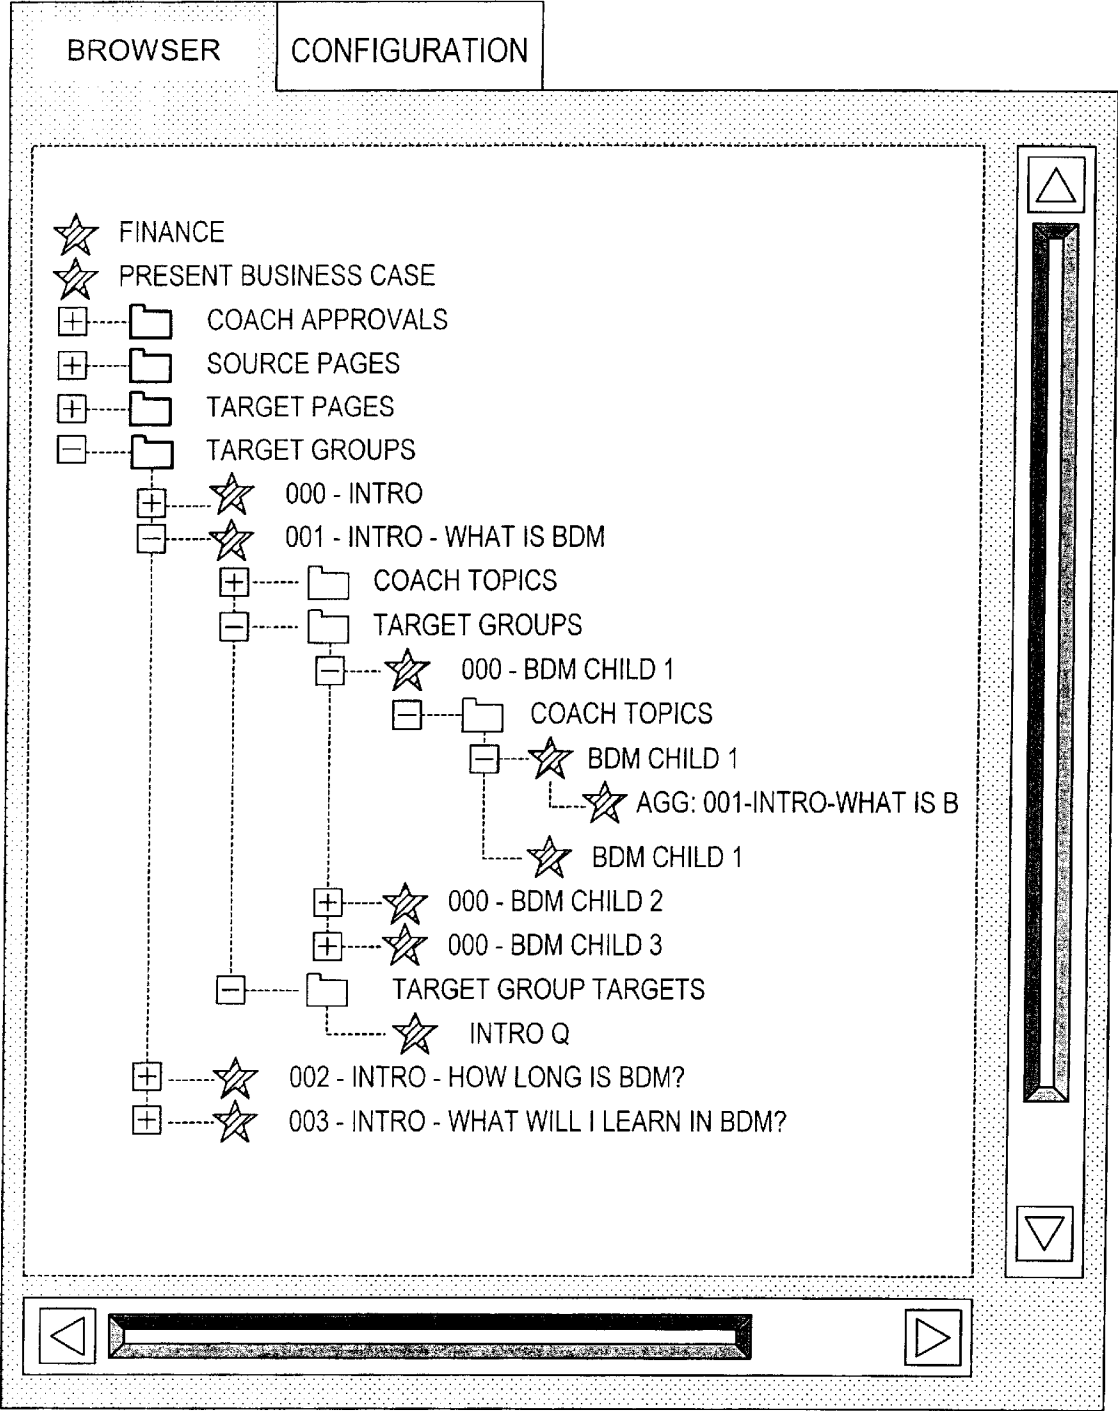 BROWSER CONFIGURATION
FINANCE
PRESENT BUSINESS CASE
COACH APPROVALS
SOURCE PAGES
TARGET PAGES
TARGET GROUPS
000 - INTRO
001 - INTRO - WHAT IS BDM
COACH TOPICS
TARGET GROUPS
000 - BDM CHILD 1
COACH TOPICS
BDM CHILD 1
AGG: 001-INTRO-WHAT IS B
BDM CHILD 1
000 - BDM CHILD 2
000 - BDM CHILD 3
TARGET GROUP TARGETS
INTRO Q
002 - INTRO - HOW LONG IS BDM?
003 - INTRO - WHAT WILL I LEARN IN BDM?